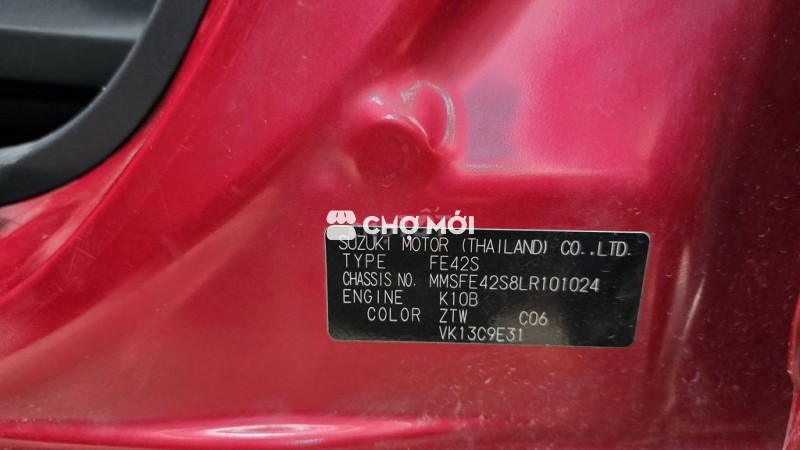 CHỢ MỚI
SUZUKI MOTOR (THAILAND) CO.,LTD.
TYPE FE42S
CHASSIS NO. MMSFE42S8LR101024
ENGINE K10B
COLOR ZTW C06
VK13C9E31